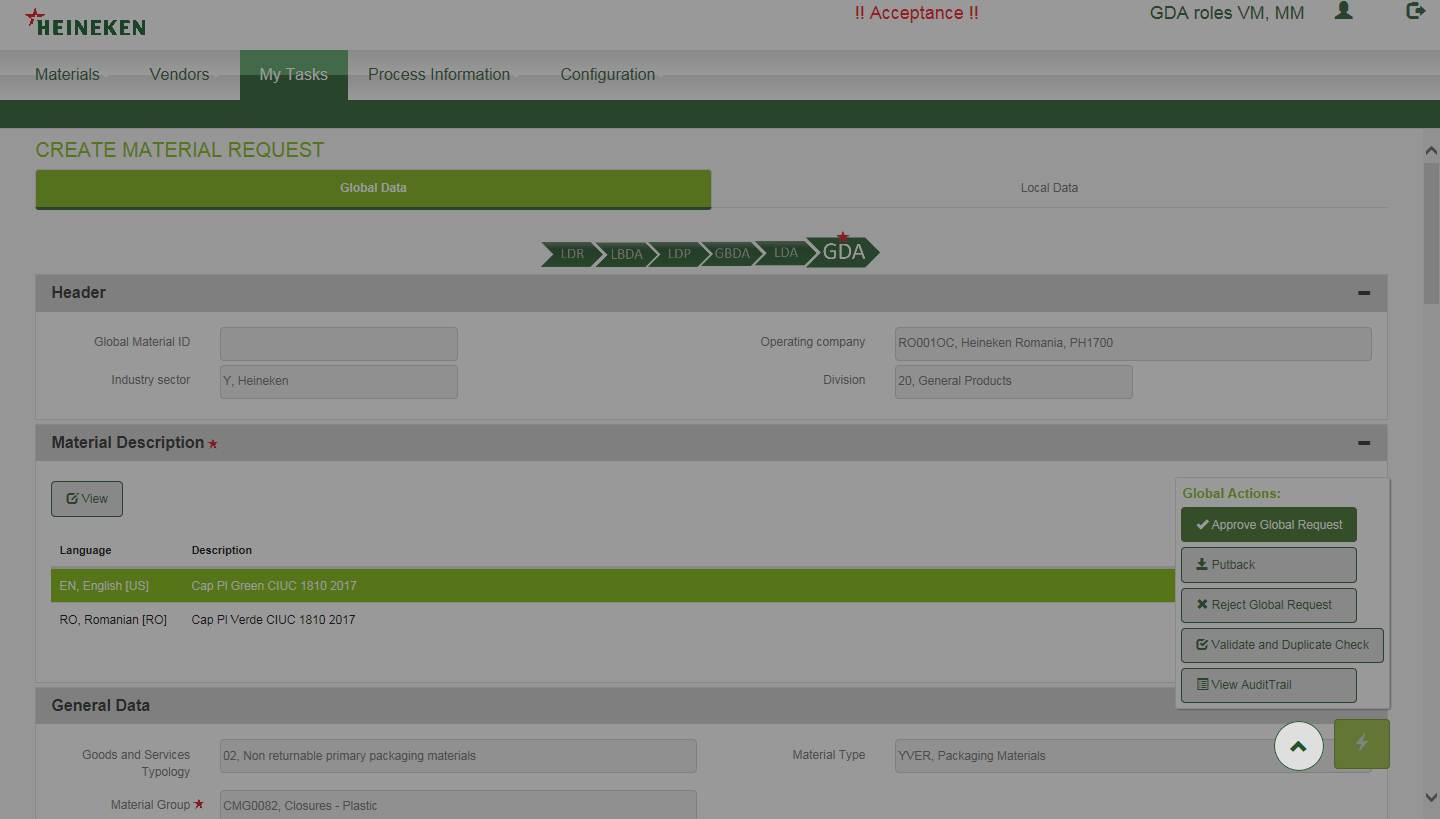 HEINEKEN
!! Acceptance !!
GDA roles VM, MM
Materials
Vendors
My Tasks
Process Information
Configuration
CREATE MATERIAL REQUEST
Global Data
Local Data
LDR
LBDA
LDP
GBDA
LDA
GDA
Header
Global Material ID
Operating company
RO001OC, Heineken Romania, PH1700
Industry sector
Y, Heineken
Division
20, General Products
Material Description
View
Language
Description
EN, English [US]
Cap Pl Green CIUC 1810 2017
RO, Romanian [RO]
Cap Pl Verde CIUC 1810 2017
Global Actions:
Approve Global Request
Putback
Reject Global Request
Validate and Duplicate Check
View AuditTrail
General Data
Goods and Services
Typology
02, Non returnable primary packaging materials
Material Type
YVER, Packaging Materials
Material Group
CMG0082, Closures - Plastic